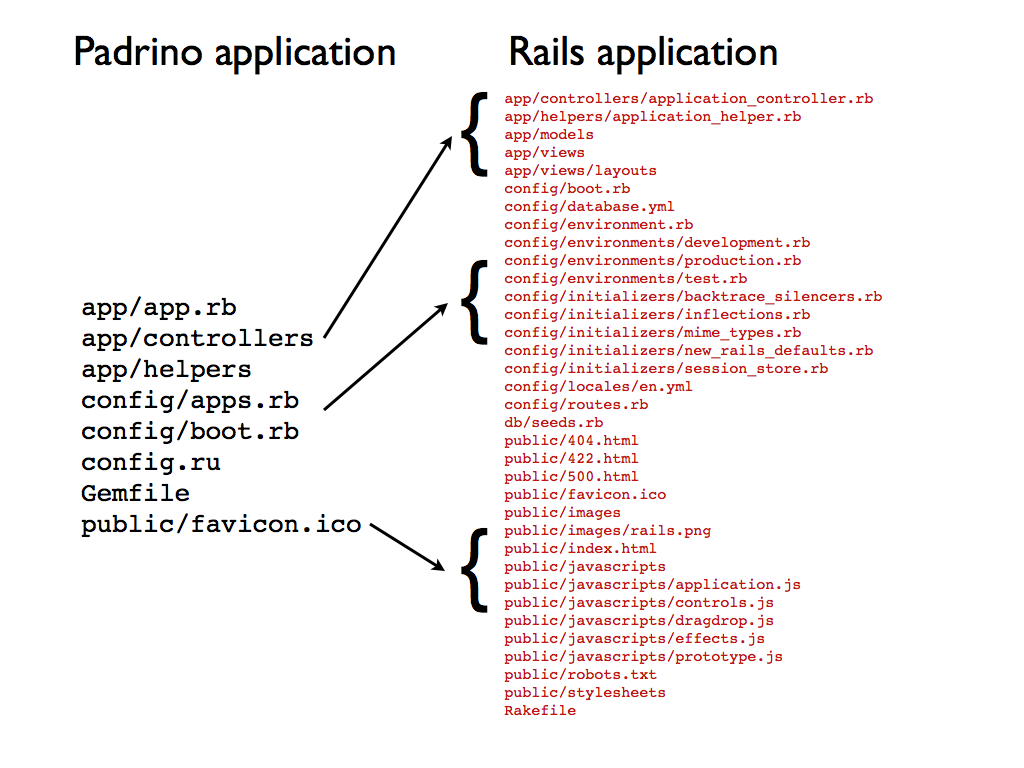 Padrino application
app/app.rb
app/controllers
app/helpers
config/apps.rb
config/boot.rb
config.ru
Gemfile
public/favicon.ico
Rails application
app/controllers/application_controller.rb
app/helpers/application_helper.rb
app/models
app/views
app/views/layouts
config/boot.rb
config/database.yml
config/environment.rb
config/environments/development.rb
config/environments/production.rb
config/environments/test.rb
config/initializers/backtrace_silencers.rb
config/initializers/inflections.rb
config/initializers/mime_types.rb
config/initializers/new_rails_defaults.rb
config/initializers/session_store.rb
config/locales/en.yml
config/routes.rb
db/seeds.rb
public/404.html
public/422.html
public/500.html
public/favicon.ico
public/images
public/images/rails.png
public/index.html
public/javascripts
public/javascripts/application.js
public/javascripts/controls.js
public/javascripts/dragdrop.js
public/javascripts/effects.js
public/javascripts/prototype.js
public/robots.txt
public/stylesheets
Rakefile